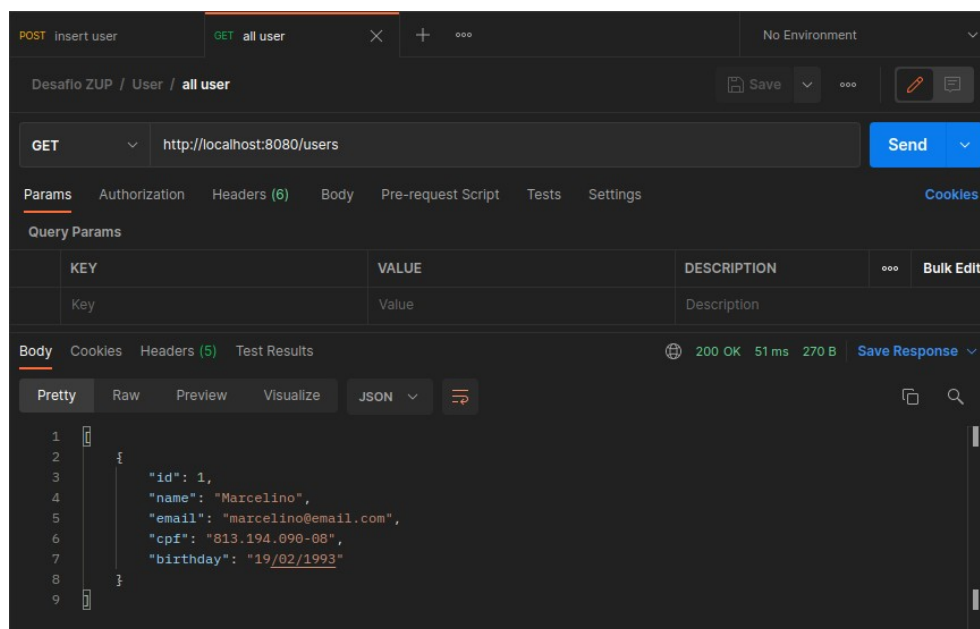 POST insert user GET all user No Environment
Desafio ZUP / User / all user Save
GET http://localhost:8080/users Send
Params Authorization Headers (6) Body Pre-request Script Tests Settings Cookies
Query Params
KEY VALUE DESCRIPTION Bulk Edit
Key Value Description
Body Cookies Headers (5) Test Results 200 OK 51 ms 270 B Save Response
Pretty Raw Preview Visualize JSON
1 [
2 {
3 "id": 1,
4 "name": "Marcelino",
5 "email": "marcelino@email.com",
6 "cpf": "813.194.090-08",
7 "birthday": "19/02/1993"
8 }
9 ]